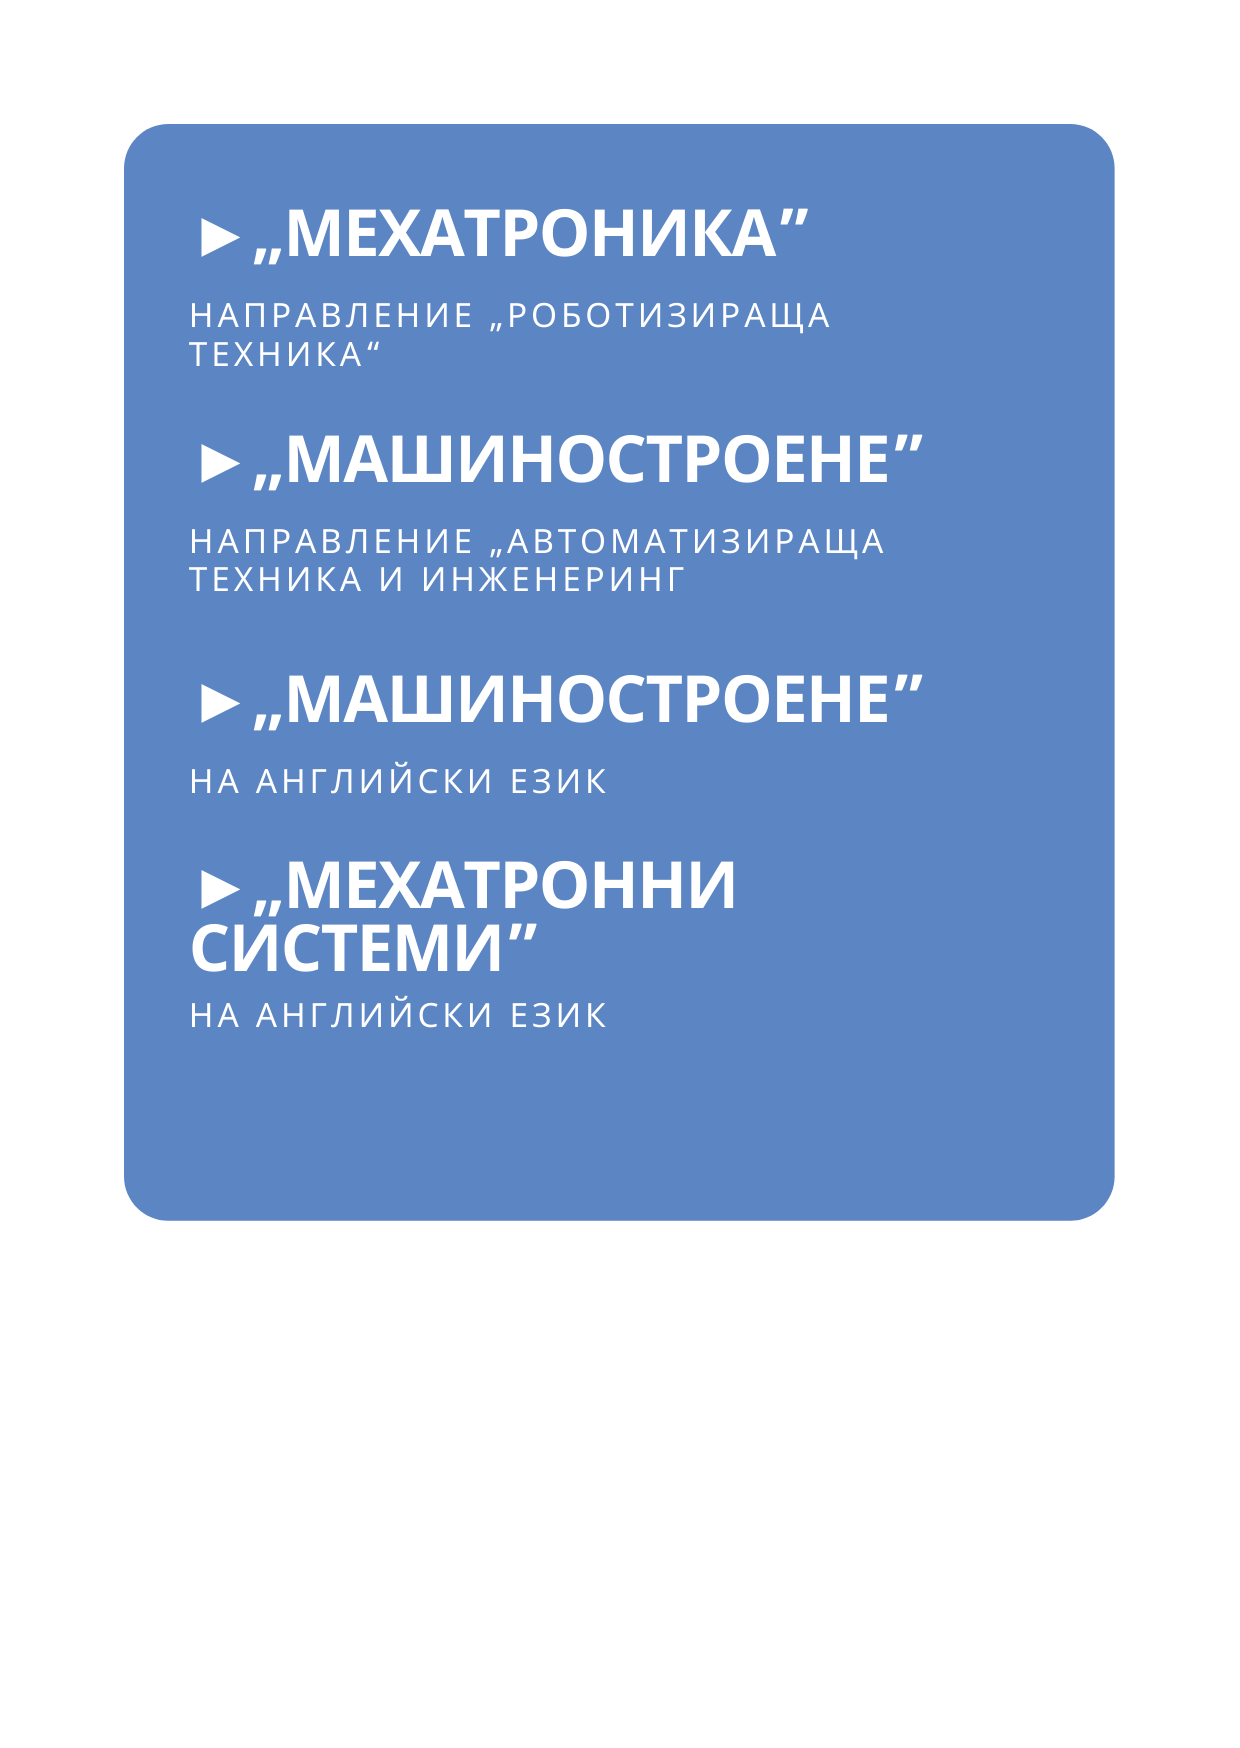 ►„МЕХАТРОНИКА”
НАПРАВЛЕНИЕ „РОБОТИЗИРАЩА
ТЕХНИКА“
►„МАШИНОСТРОЕНЕ”
НАПРАВЛЕНИЕ „АВТОМАТИЗИРАЩА
ТЕХНИКА И ИНЖЕНЕРИНГ
►„МАШИНОСТРОЕНЕ”
НА АНГЛИЙСКИ ЕЗИК
►„МЕХАТРОННИ
СИСТЕМИ”
НА АНГЛИЙСКИ ЕЗИК